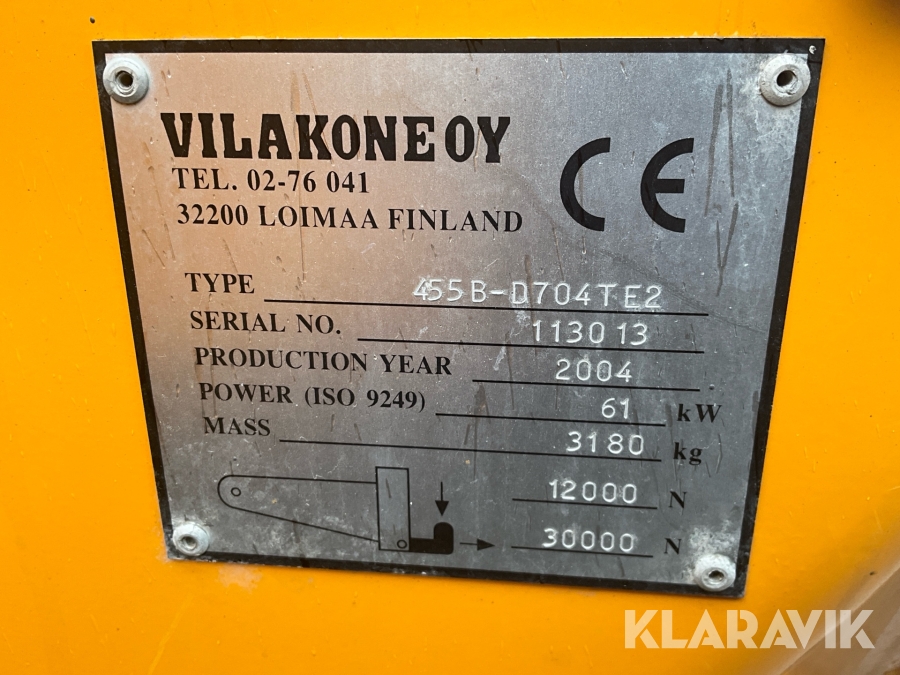 VILAKONE OY
TEL. 02-76 041
32200 LOIMAA FINLAND
CE
TYPE 455B-D704TE2
SERIAL NO. 113013
PRODUCTION YEAR 2004
POWER (ISO 9249) 61 kW
MASS 3180 kg
12000 N
30000 N
KLARAVIK